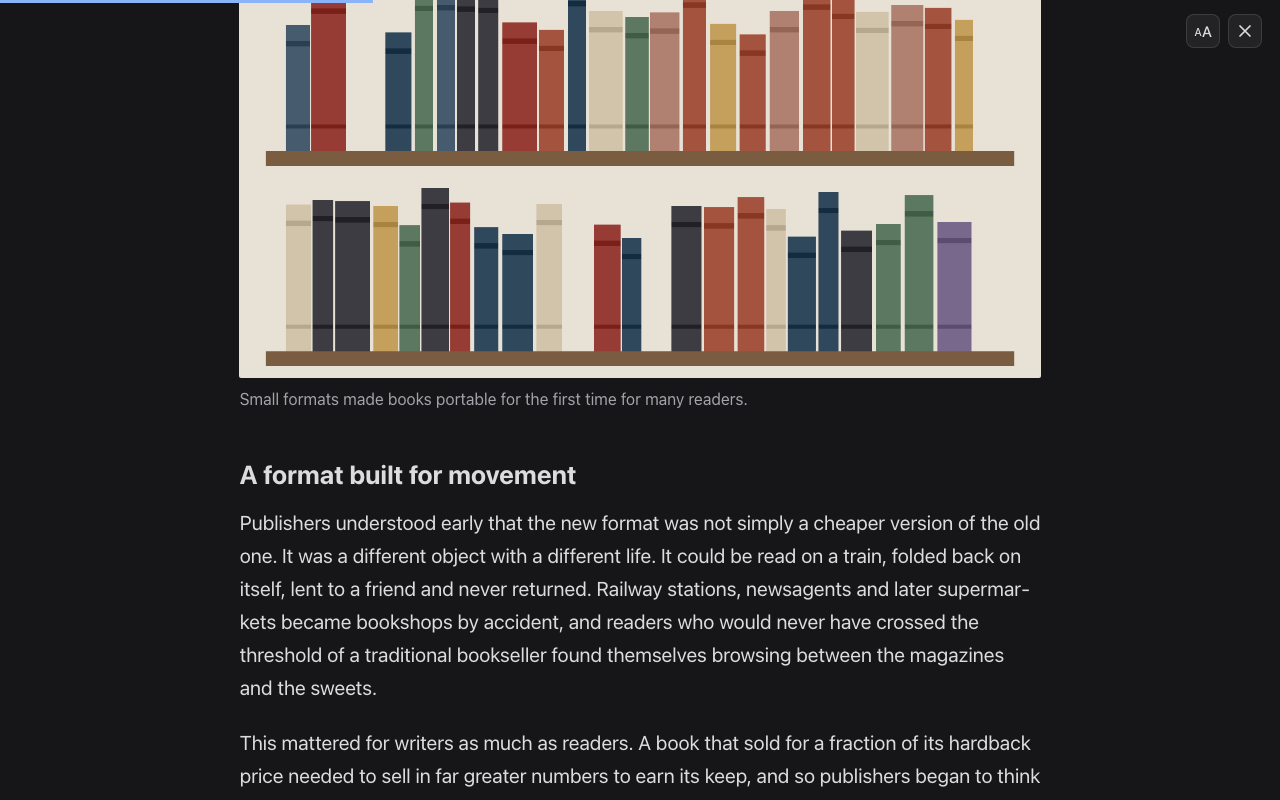 AA
Small formats made books portable for the first time for many readers.
A format built for movement
Publishers understood early that the new format was not simply a cheaper version of the old
one. It was a different object with a different life. It could be read on a train, folded back on
itself, lent to a friend and never returned. Railway stations, newsagents and later supermar-
kets became bookshops by accident, and readers who would never have crossed the
threshold of a traditional bookseller found themselves browsing between the magazines
and the sweets.
This mattered for writers as much as readers. A book that sold for a fraction of its hardback
price needed to sell in far greater numbers to earn its keep, and so publishers began to think